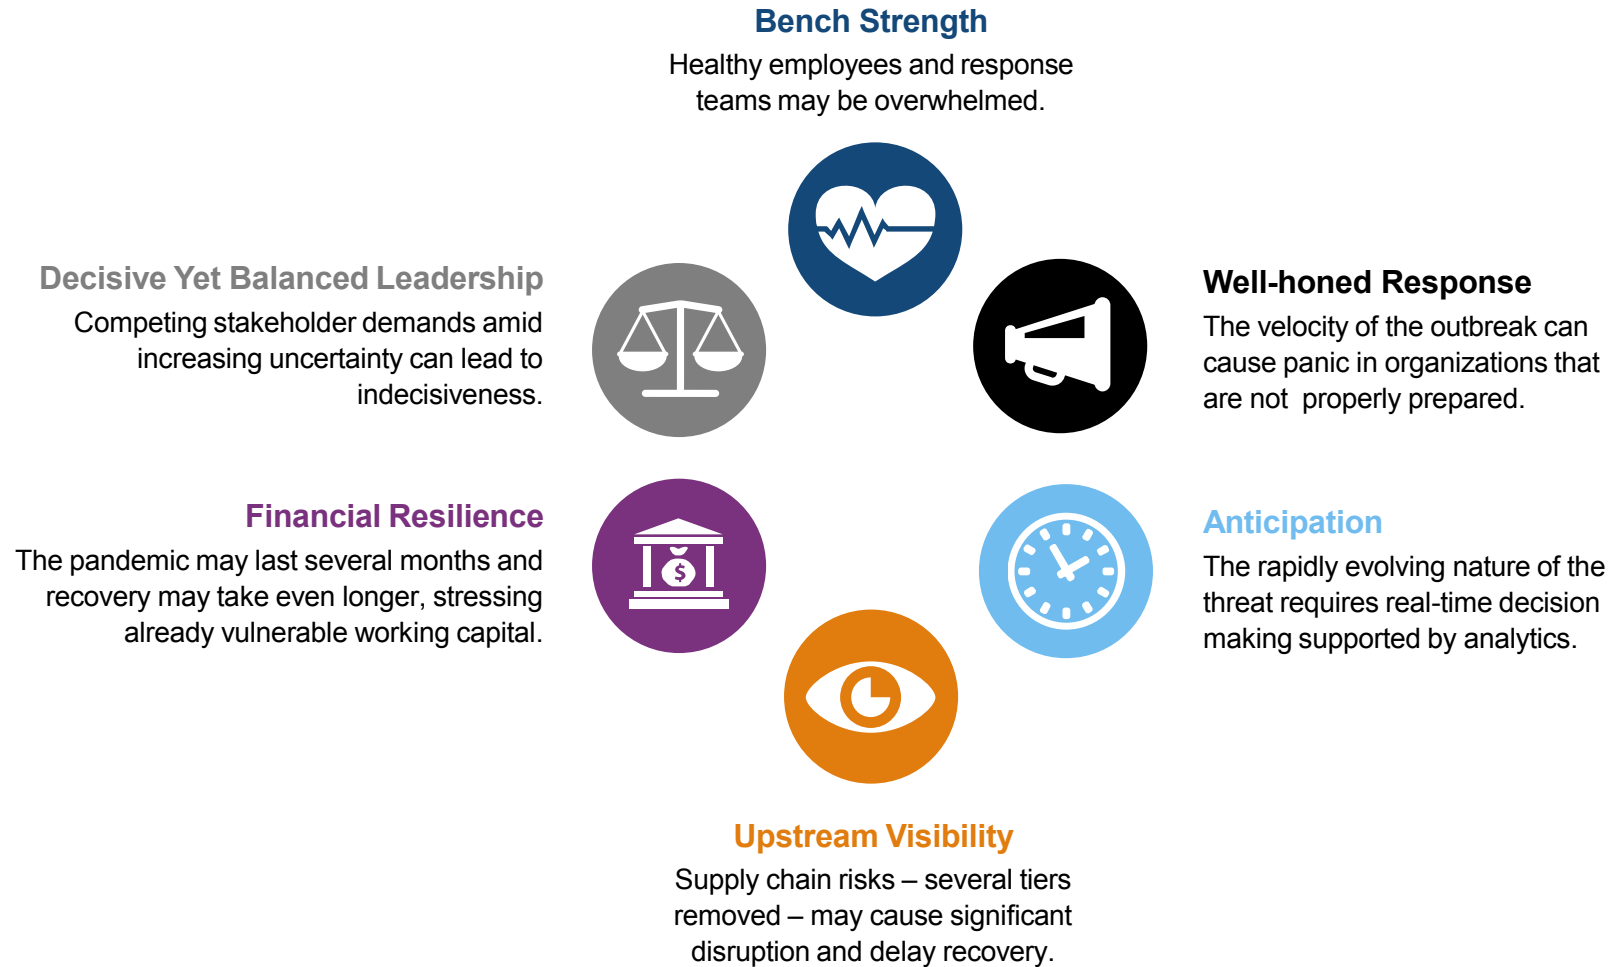 Bench Strength
Healthy employees and response
teams may be overwhelmed.
Decisive Yet Balanced Leadership
Competing stakeholder demands amid
increasing uncertainty can lead to
indecisiveness.
Well-honed Response
The velocity of the outbreak can
cause panic in organizations that
are not  properly prepared.
Financial Resilience
The pandemic may last several months and
recovery may take even longer, stressing
already vulnerable working capital.
$
Anticipation
The rapidly evolving nature of the
threat requires real-time decision
making supported by analytics.
Upstream Visibility
Supply chain risks – several tiers
removed – may cause significant
disruption and delay recovery.